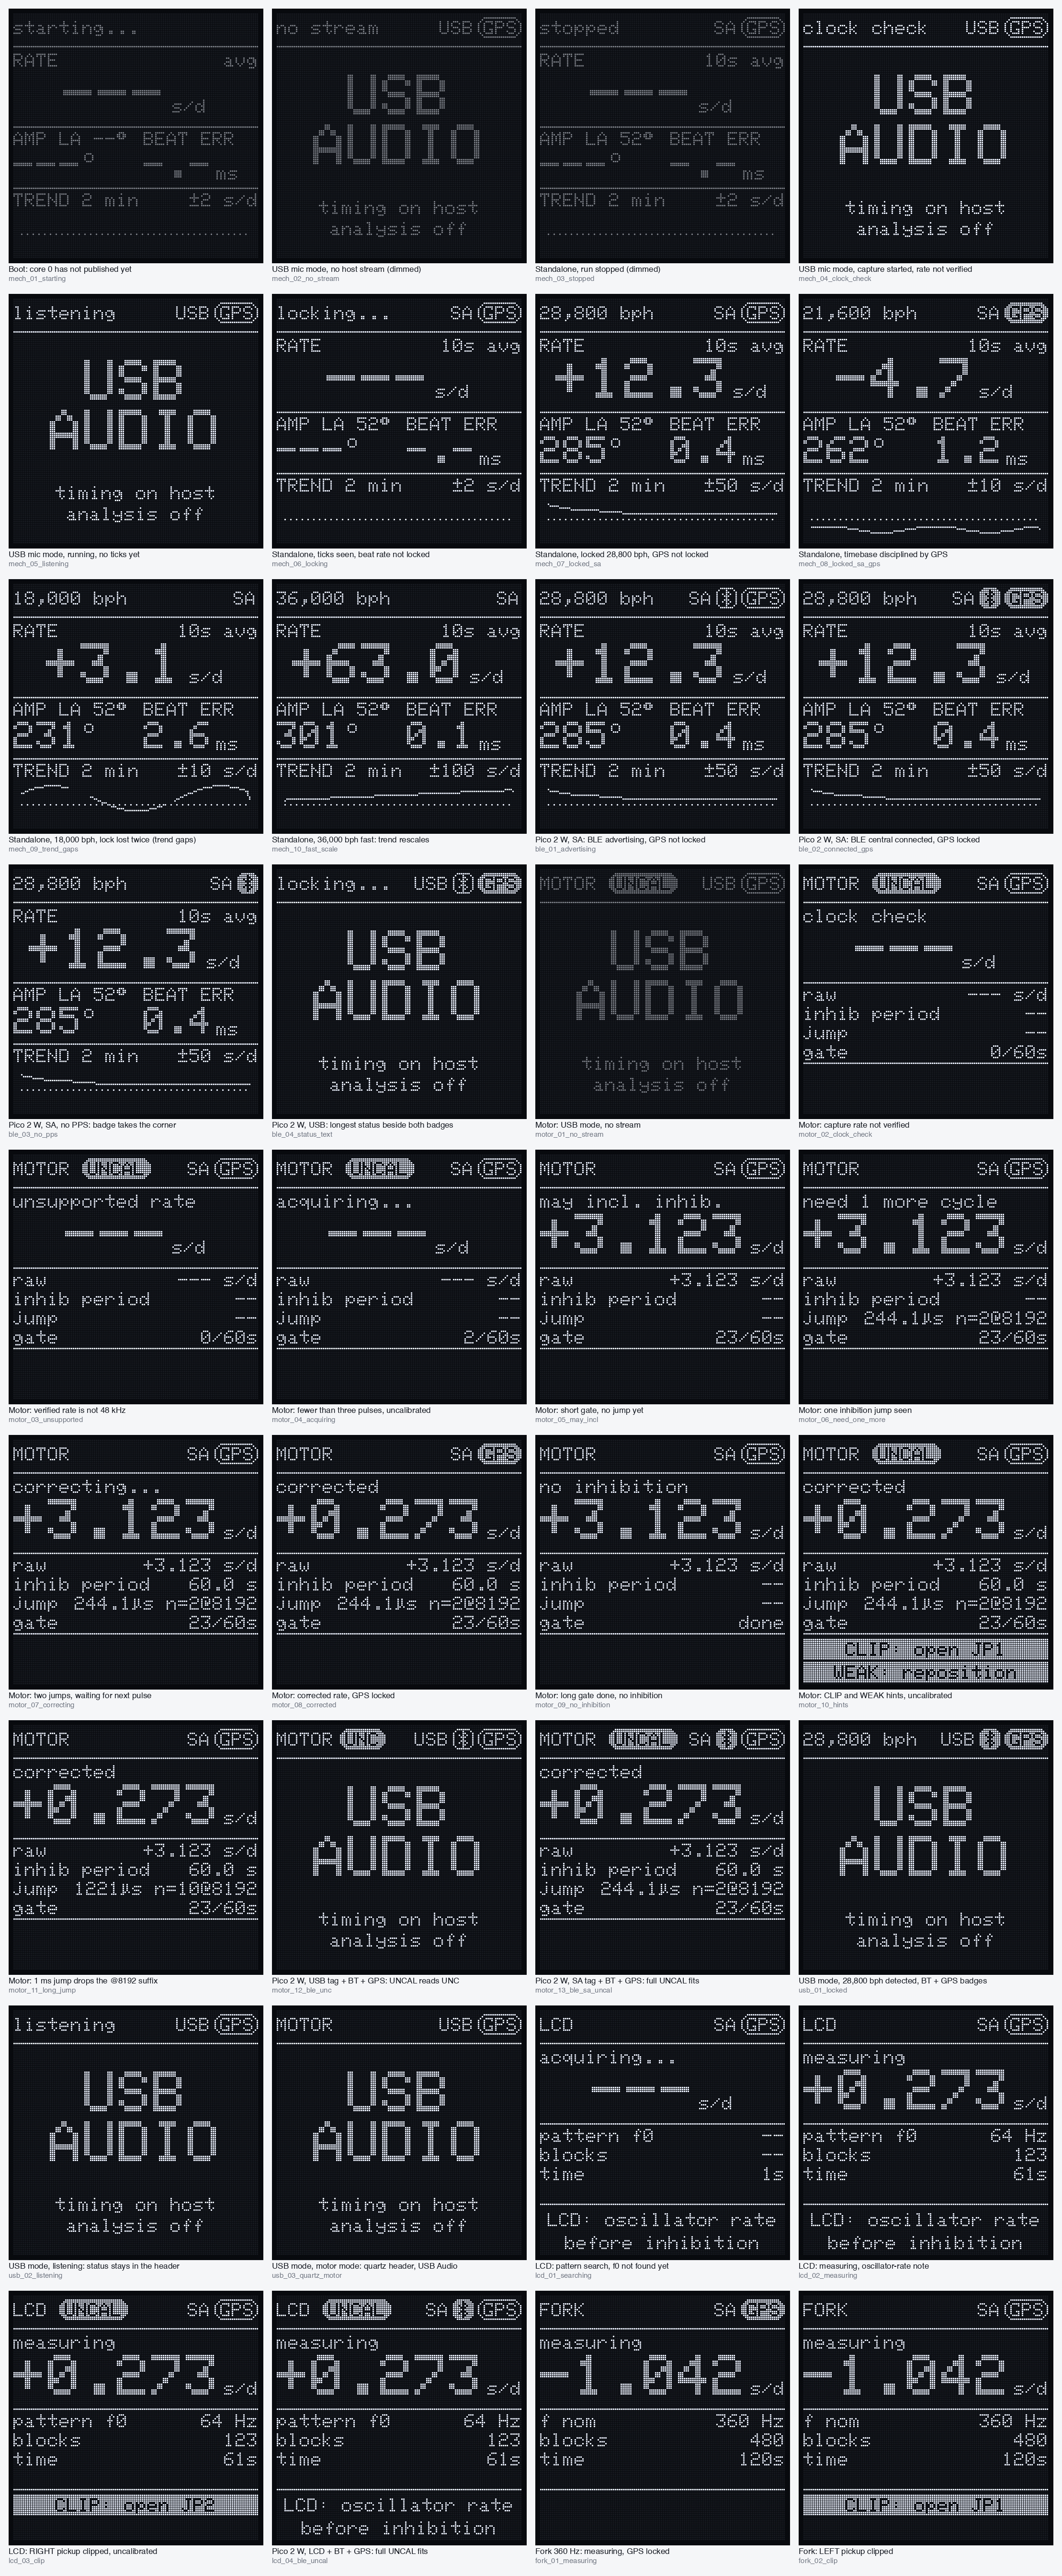 starting...
RATE avg
--- s/d
AMP LA --° BEAT ERR
---° -.- ms
TREND 2 min ±2 s/d
Boot: core 0 has not published yet
mech_01_starting
no stream USB GPS
USB
AUDIO
timing on host
analysis off
USB mic mode, no host stream (dimmed)
mech_02_no_stream
stopped SA GPS
RATE 10s avg
--- s/d
AMP LA 52° BEAT ERR
---° -.- ms
TREND 2 min ±2 s/d
Standalone, run stopped (dimmed)
mech_03_stopped
clock check USB GPS
USB
AUDIO
timing on host
analysis off
USB mic mode, capture started, rate not verified
mech_04_clock_check
listening USB GPS
USB
AUDIO
timing on host
analysis off
USB mic mode, running, no ticks yet
mech_05_listening
locking... SA GPS
RATE 10s avg
--- s/d
AMP LA 52° BEAT ERR
---° -.- ms
TREND 2 min ±2 s/d
Standalone, ticks seen, beat rate not locked
mech_06_locking
28,800 bph SA GPS
RATE 10s avg
+12.3 s/d
AMP LA 52° BEAT ERR
285° 0.4 ms
TREND 2 min ±50 s/d
Standalone, locked 28,800 bph, GPS not locked
mech_07_locked_sa
21,600 bph SA GPS
RATE 10s avg
-4.7 s/d
AMP LA 52° BEAT ERR
262° 1.2 ms
TREND 2 min ±10 s/d
Standalone, timebase disciplined by GPS
mech_08_locked_sa_gps
18,000 bph SA
RATE 10s avg
+3.1 s/d
AMP LA 52° BEAT ERR
231° 2.6 ms
TREND 2 min ±10 s/d
Standalone, 18,000 bph, lock lost twice (trend gaps)
mech_09_trend_gaps
36,000 bph SA
RATE 10s avg
+63.0 s/d
AMP LA 52° BEAT ERR
301° 0.1 ms
TREND 2 min ±100 s/d
Standalone, 36,000 bph fast: trend rescales
mech_10_fast_scale
28,800 bph SA GPS
RATE 10s avg
+12.3 s/d
AMP LA 52° BEAT ERR
285° 0.4 ms
TREND 2 min ±50 s/d
Pico 2 W, SA: BLE advertising, GPS not locked
ble_01_advertising
28,800 bph SA GPS
RATE 10s avg
+12.3 s/d
AMP LA 52° BEAT ERR
285° 0.4 ms
TREND 2 min ±50 s/d
Pico 2 W, SA: BLE central connected, GPS locked
ble_02_connected_gps
28,800 bph SA
RATE 10s avg
+12.3 s/d
AMP LA 52° BEAT ERR
285° 0.4 ms
TREND 2 min ±50 s/d
Pico 2 W, SA, no PPS: badge takes the corner
ble_03_no_pps
locking... USB GPS
USB
AUDIO
timing on host
analysis off
Pico 2 W, USB: longest status beside both badges
ble_04_status_text
MOTOR UNCAL USB GPS
USB
AUDIO
timing on host
analysis off
Motor: USB mode, no stream
motor_01_no_stream
MOTOR UNCAL SA GPS
clock check
--- s/d
raw --- s/d
inhib period --
jump --
gate 0/60s
Motor: capture rate not verified
motor_02_clock_check
MOTOR UNCAL SA GPS
unsupported rate
--- s/d
raw --- s/d
inhib period --
jump --
gate 0/60s
Motor: verified rate is not 48 kHz
motor_03_unsupported
MOTOR UNCAL SA GPS
acquiring...
--- s/d
raw --- s/d
inhib period --
jump --
gate 2/60s
Motor: fewer than three pulses, uncalibrated
motor_04_acquiring
MOTOR SA GPS
may incl. inhib.
+3.123 s/d
raw +3.123 s/d
inhib period --
jump --
gate 23/60s
Motor: short gate, no jump yet
motor_05_may_incl
MOTOR SA GPS
need 1 more cycle
+3.123 s/d
raw +3.123 s/d
inhib period --
jump 244.1µs n=2@8192
gate 23/60s
Motor: one inhibition jump seen
motor_06_need_one_more
MOTOR SA GPS
correcting...
+3.123 s/d
raw +3.123 s/d
inhib period 60.0 s
jump 244.1µs n=2@8192
gate 23/60s
Motor: two jumps, waiting for next pulse
motor_07_correcting
MOTOR SA GPS
corrected
+0.273 s/d
raw +3.123 s/d
inhib period 60.0 s
jump 244.1µs n=2@8192
gate 23/60s
Motor: corrected rate, GPS locked
motor_08_corrected
MOTOR SA GPS
no inhibition
+3.123 s/d
raw +3.123 s/d
inhib period --
jump --
gate done
Motor: long gate done, no inhibition
motor_09_no_inhibition
MOTOR UNCAL SA GPS
corrected
+0.273 s/d
raw +3.123 s/d
inhib period 60.0 s
jump 244.1µs n=2@8192
gate 23/60s
CLIP: open JP1
WEAK: reposition
Motor: CLIP and WEAK hints, uncalibrated
motor_10_hints
MOTOR SA GPS
corrected
+0.273 s/d
raw +3.123 s/d
inhib period 60.0 s
jump 1221µs n=10@8192
gate 23/60s
Motor: 1 ms jump drops the @8192 suffix
motor_11_long_jump
MOTOR UNC USB GPS
USB
AUDIO
timing on host
analysis off
Pico 2 W, USB tag + BT + GPS: UNCAL reads UNC
motor_12_ble_unc
MOTOR UNCAL SA GPS
corrected
+0.273 s/d
raw +3.123 s/d
inhib period 60.0 s
jump 244.1µs n=2@8192
gate 23/60s
Pico 2 W, SA tag + BT + GPS: full UNCAL fits
motor_13_ble_sa_uncal
28,800 bph USB GPS
USB
AUDIO
timing on host
analysis off
USB mode, 28,800 bph detected, BT + GPS badges
usb_01_locked
listening USB GPS
USB
AUDIO
timing on host
analysis off
USB mode, listening: status stays in the header
usb_02_listening
MOTOR USB GPS
USB
AUDIO
timing on host
analysis off
USB mode, motor mode: quartz header, USB Audio
usb_03_quartz_motor
LCD SA GPS
acquiring...
--- s/d
pattern f0 --
blocks --
time 1s
LCD: oscillator rate
before inhibition
LCD: pattern search, f0 not found yet
lcd_01_searching
LCD SA GPS
measuring
+0.273 s/d
pattern f0 64 Hz
blocks 123
time 61s
LCD: oscillator rate
before inhibition
LCD: measuring, oscillator-rate note
lcd_02_measuring
LCD UNCAL SA GPS
measuring
+0.273 s/d
pattern f0 64 Hz
blocks 123
time 61s
CLIP: open JP2
LCD: RIGHT pickup clipped, uncalibrated
lcd_03_clip
LCD UNCAL SA GPS
measuring
+0.273 s/d
pattern f0 64 Hz
blocks 123
time 61s
LCD: oscillator rate
before inhibition
Pico 2 W, LCD + BT + GPS: full UNCAL fits
lcd_04_ble_uncal
FORK SA GPS
measuring
-1.042 s/d
f nom 360 Hz
blocks 480
time 120s
Fork 360 Hz: measuring, GPS locked
fork_01_measuring
FORK SA GPS
measuring
-1.042 s/d
f nom 360 Hz
blocks 480
time 120s
CLIP: open JP1
Fork: LEFT pickup clipped
fork_02_clip